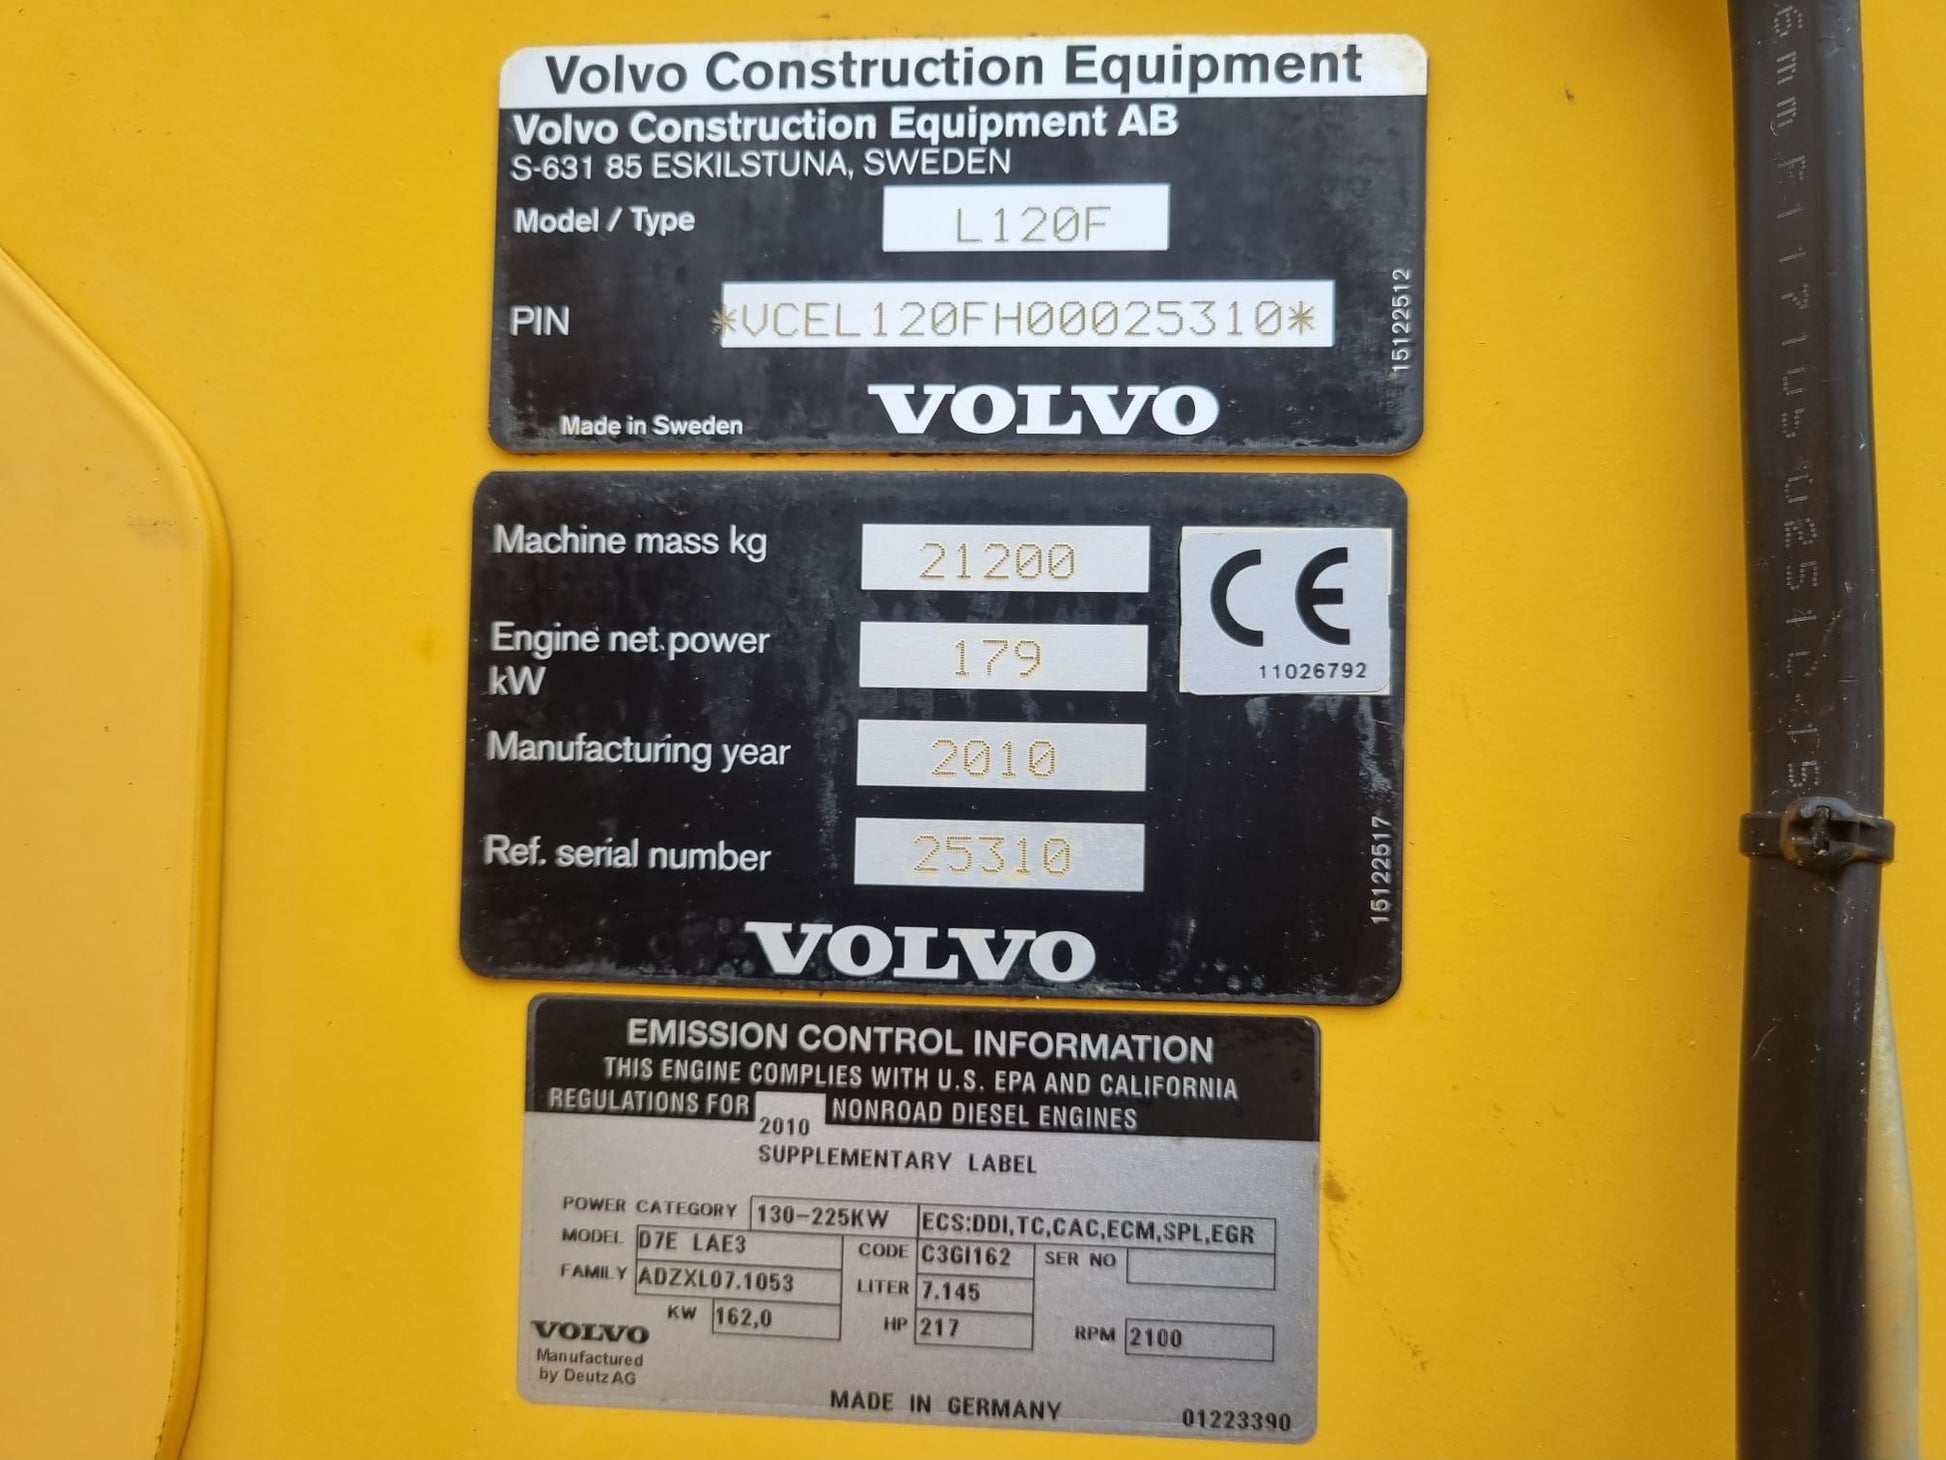 Volvo Construction Equipment
Volvo Construction Equipment AB
S-631 85 ESKILSTUNA, SWEDEN
Model / Type L120F
PIN *VCEL120FH00025310*
Made in Sweden VOLVO
15122512
Machine mass kg 21200
Engine net power
kW 179
CE
11026792
Manufacturing year 2010
Ref. serial number 25310
VOLVO
15122517
EMISSION CONTROL INFORMATION
THIS ENGINE COMPLIES WITH U.S. EPA AND CALIFORNIA
REGULATIONS FOR 2010 NONROAD DIESEL ENGINES
SUPPLEMENTARY LABEL
POWER CATEGORY 130-225KW ECS:DDI,TC,CAC,ECM,SPL,EGR
MODEL D7E LAE3 CODE C3GI162 SER NO
FAMILY ADZXL07.1053 LITER 7.145
KW 162,0 HP 217 RPM 2100
VOLVO
Manufactured
by Deutz AG
MADE IN GERMANY 01223390